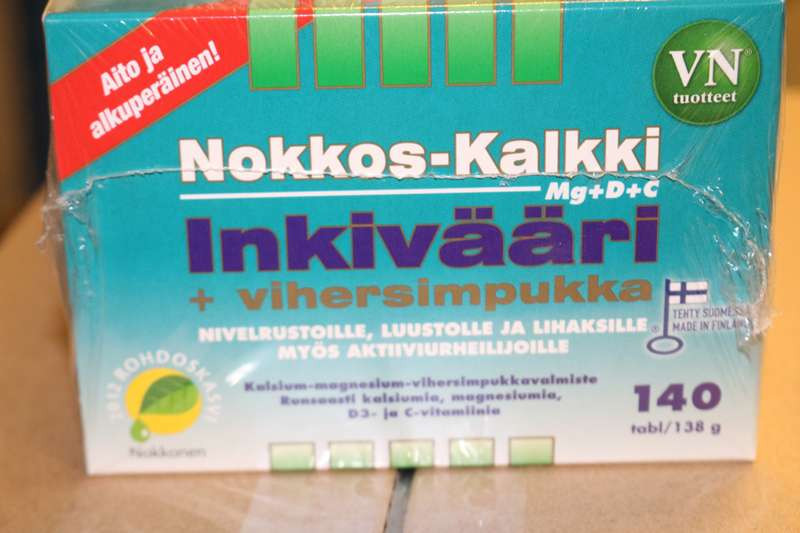 Aito ja
alkuperäinen!
VN
tuotteet
Nokkos-Kalkki
Mg+D+C
Inkivääri
+ vihersimpukka
NIVELRUSTOILLE, LUUSTOLLE JA LIHAKSILLE
MYÖS AKTIIVIURHEILIJOILLE
TEHTY SUOMESSA
MADE IN FINLAND
2012 ROHDOSKASVI
Nokkonen
Kalsium-magnesium-vihersimpukkavalmiste
Runsaasti kalsiumia, magnesiumia,
D3- ja C-vitamiinia
140
tabl/138 g